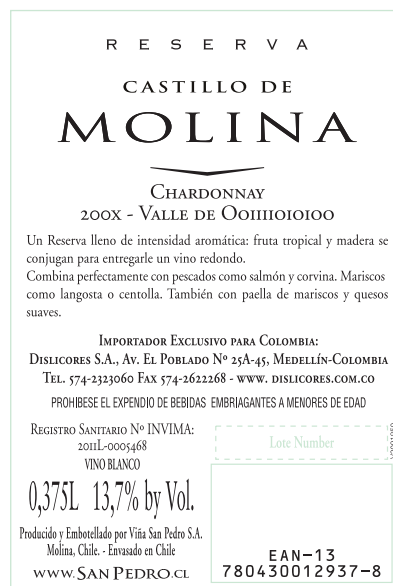 RESERVA
CASTILLO DE
MOLINA
CHARDONNAY
200X - VALLE DE OOIIIIOIOIOO
Un Reserva lleno de intensidad aromática: fruta tropical y madera se
conjugan para entregarle un vino redondo.
Combina perfectamente con pescados como salmón y corvina. Mariscos
como langosta o centolla. También con paella de mariscos y quesos
suaves.
IMPORTADOR EXCLUSIVO PARA COLOMBIA:
DISLICORES S.A., AV. EL POBLADO Nº 25A-45, MEDELLÍN-COLOMBIA
TEL. 574-2323060 FAX 574-2622268 - WWW. DISLICORES.COM.CO
PROHIBESE EL EXPENDIO DE BEBIDAS EMBRIAGANTES A MENORES DE EDAD
REGISTRO SANITARIO Nº INVIMA:
2011L-0005468
VINO BLANCO
0,375L 13,7% by Vol.
Producido y Embotellado por Viña San Pedro S.A.
Molina, Chile. - Envasado en Chile
WWW.SAN PEDRO.CL
Lote Number
EAN-13
780430012937-8